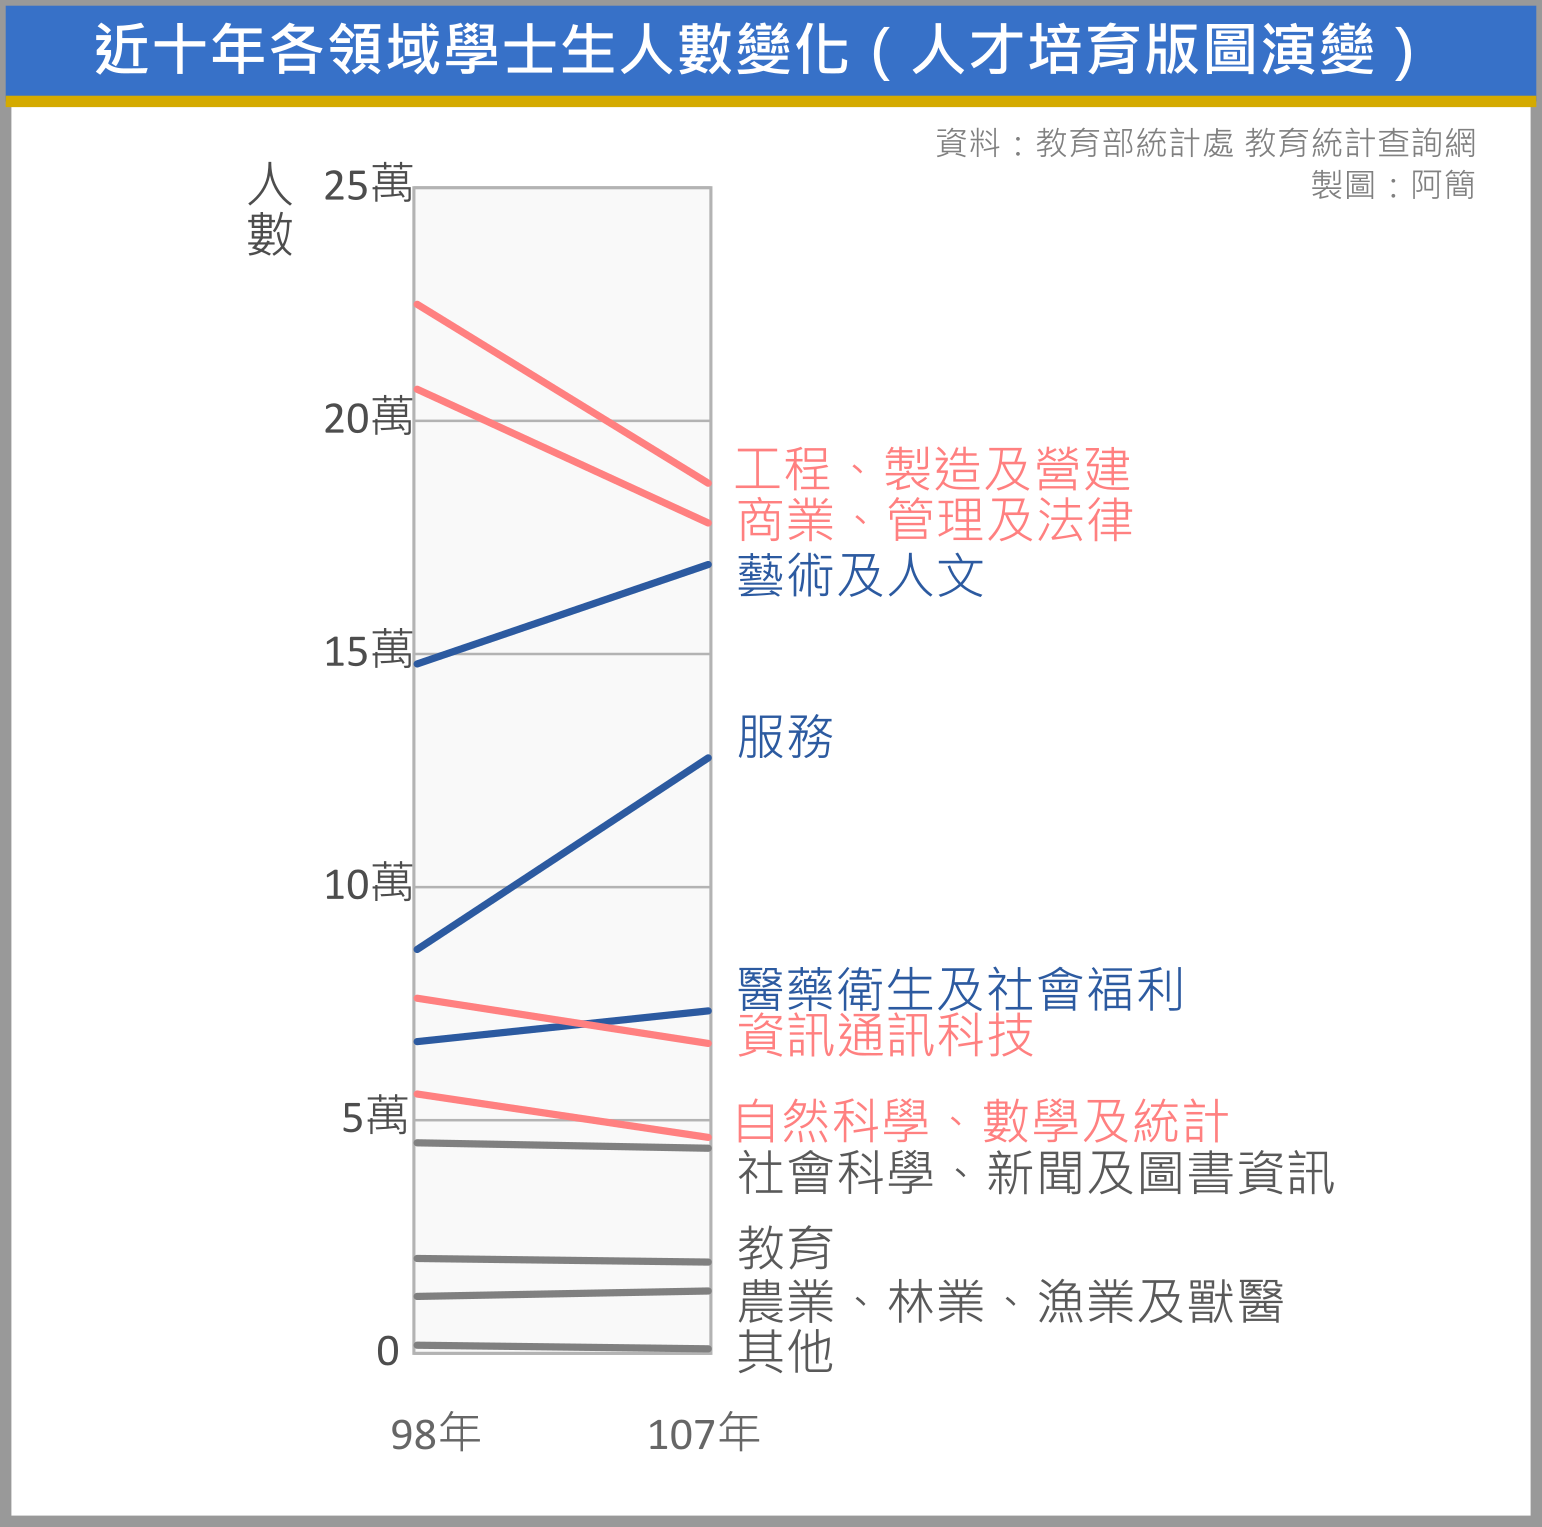 近十年各領域學士生人數變化（人才培育版圖演變）
資料：教育部統計處 教育統計查詢網
製圖：阿簡
人數
25萬
20萬
15萬
10萬
5萬
0
工程、製造及營建
商業、管理及法律
藝術及人文
服務
醫藥衛生及社會福利
資訊通訊科技
自然科學、數學及統計
社會科學、新聞及圖書資訊
教育
農業、林業、漁業及獸醫
其他
98年
107年